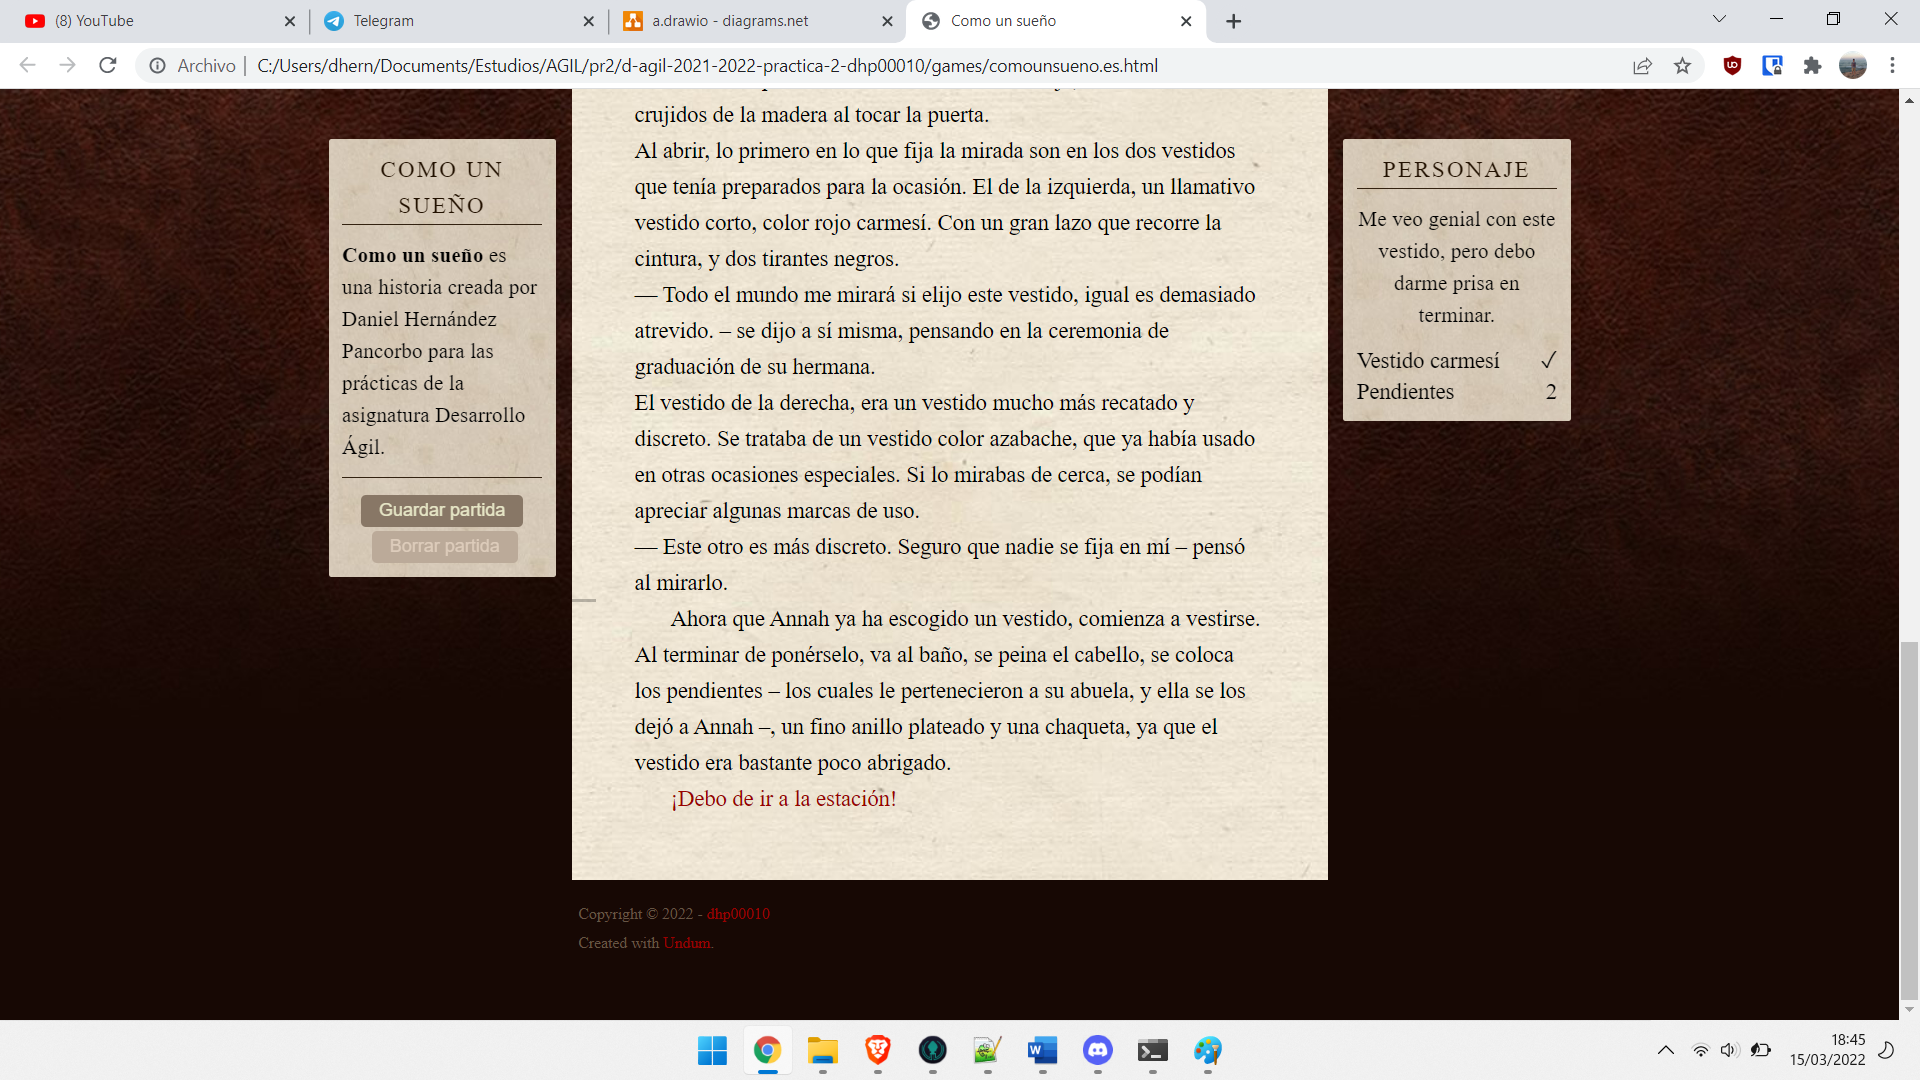 (8) YouTube
Telegram
a.drawio - diagrams.net
Como un sueño
Archivo
C:/Users/dhern/Documents/Estudios/AGIL/pr2/d-agil-2021-2022-practica-2-dhp00010/games/comounsueno.es.html
COMO UN
SUEÑO
Como un sueño es
una historia creada por
Daniel Hernández
Pancorbo para las
prácticas de la
asignatura Desarrollo
Ágil.
Guardar partida
Borrar partida
crujidos de la madera al tocar la puerta.
Al abrir, lo primero en lo que fija la mirada son en los dos vestidos
que tenía preparados para la ocasión. El de la izquierda, un llamativo
vestido corto, color rojo carmesí. Con un gran lazo que recorre la
cintura, y dos tirantes negros.
— Todo el mundo me mirará si elijo este vestido, igual es demasiado
atrevido. – se dijo a sí misma, pensando en la ceremonia de
graduación de su hermana.
El vestido de la derecha, era un vestido mucho más recatado y
discreto. Se trataba de un vestido color azabache, que ya había usado
en otras ocasiones especiales. Si lo mirabas de cerca, se podían
apreciar algunas marcas de uso.
— Este otro es más discreto. Seguro que nadie se fija en mí – pensó
al mirarlo.
Ahora que Annah ya ha escogido un vestido, comienza a vestirse.
Al terminar de ponérselo, va al baño, se peina el cabello, se coloca
los pendientes – los cuales le pertenecieron a su abuela, y ella se los
dejó a Annah –, un fino anillo plateado y una chaqueta, ya que el
vestido era bastante poco abrigado.
¡Debo de ir a la estación!
PERSONAJE
Me veo genial con este
vestido, pero debo
darme prisa en
terminar.
Vestido carmesí ✓
Pendientes 2
Copyright © 2022 - dhp00010
Created with Undum.
18:45
15/03/2022